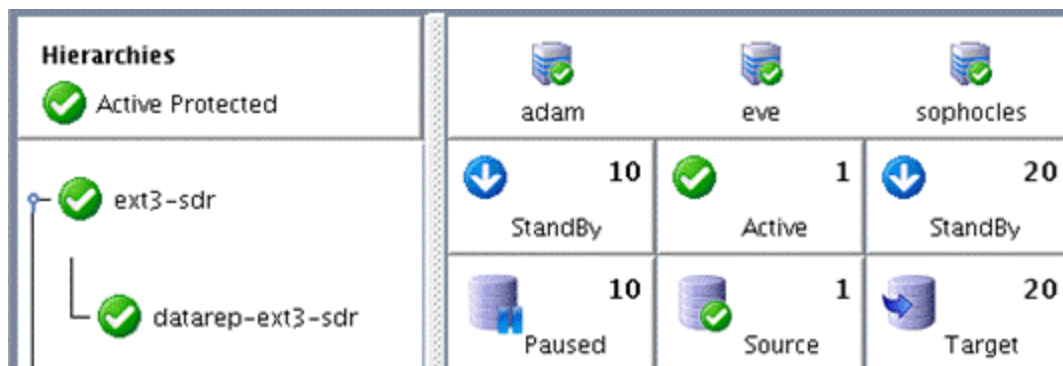 Hierarchies
Active Protected
adam eve sophocles
ext3-sdr
10 1 20
StandBy Active StandBy
datarep-ext3-sdr
10 1 20
Paused Source Target